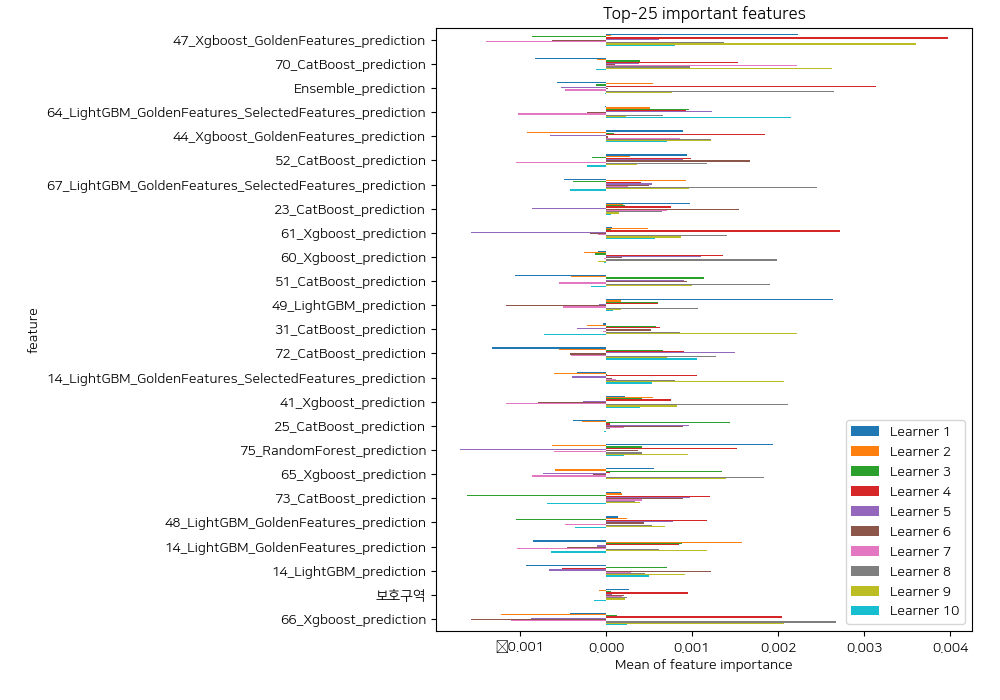 Top-25 important features
47_Xgboost_GoldenFeatures_prediction
70_CatBoost_prediction
Ensemble_prediction
64_LightGBM_GoldenFeatures_SelectedFeatures_prediction
44_Xgboost_GoldenFeatures_prediction
52_CatBoost_prediction
67_LightGBM_GoldenFeatures_SelectedFeatures_prediction
23_CatBoost_prediction
61_Xgboost_prediction
60_Xgboost_prediction
51_CatBoost_prediction
49_LightGBM_prediction
31_CatBoost_prediction
72_CatBoost_prediction
14_LightGBM_GoldenFeatures_SelectedFeatures_prediction
41_Xgboost_prediction
25_CatBoost_prediction
75_RandomForest_prediction
65_Xgboost_prediction
73_CatBoost_prediction
48_LightGBM_GoldenFeatures_prediction
14_LightGBM_GoldenFeatures_prediction
14_LightGBM_prediction
보호구역
66_Xgboost_prediction
feature
Learner 1
Learner 2
Learner 3
Learner 4
Learner 5
Learner 6
Learner 7
Learner 8
Learner 9
Learner 10
0.001 0.000 0.001 0.002 0.003 0.004
Mean of feature importance